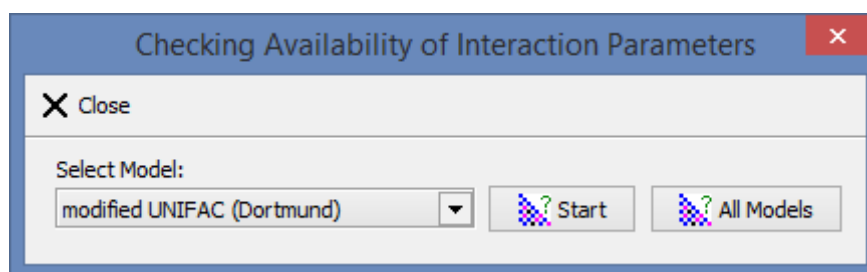 Checking Availability of Interaction Parameters
Close
Select Model:
modified UNIFAC (Dortmund)
? Start
? All Models